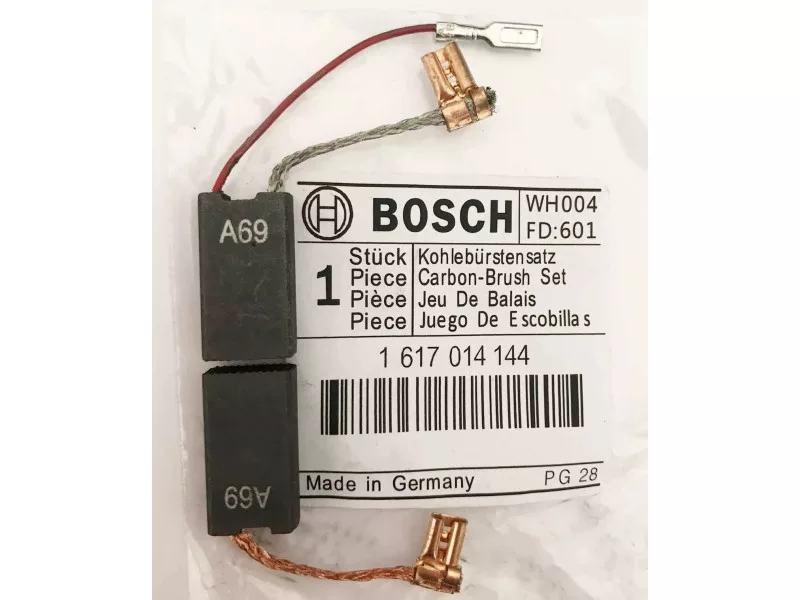 A69
BOSCH
WH004
FD:601
1
Stück Kohlebürstensatz
Piece Carbon-Brush Set
Pièce Jeu De Balais
Piece Juego De Escobillas
1 617 014 144
Made in Germany PG 28
A69